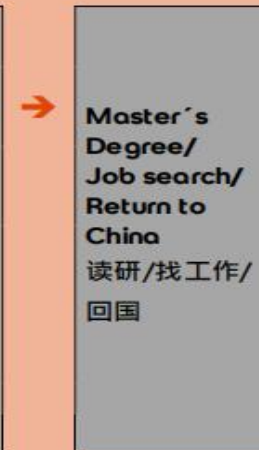 Master´s
Degree/
Job search/
Return to
China
读研/找工作/
回国